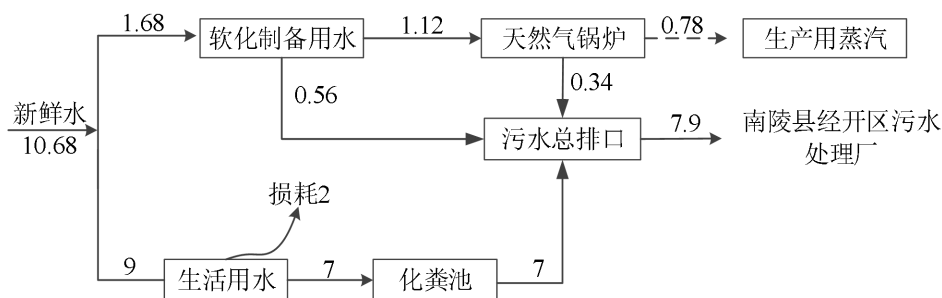 1.68
软化制备用水
1.12
天然气锅炉
0.78
生产用蒸汽
0.56
0.34
新鲜水
10.68
污水总排口
7.9
南陵县经开区污水
处理厂
损耗2
9
生活用水
7
化粪池
7